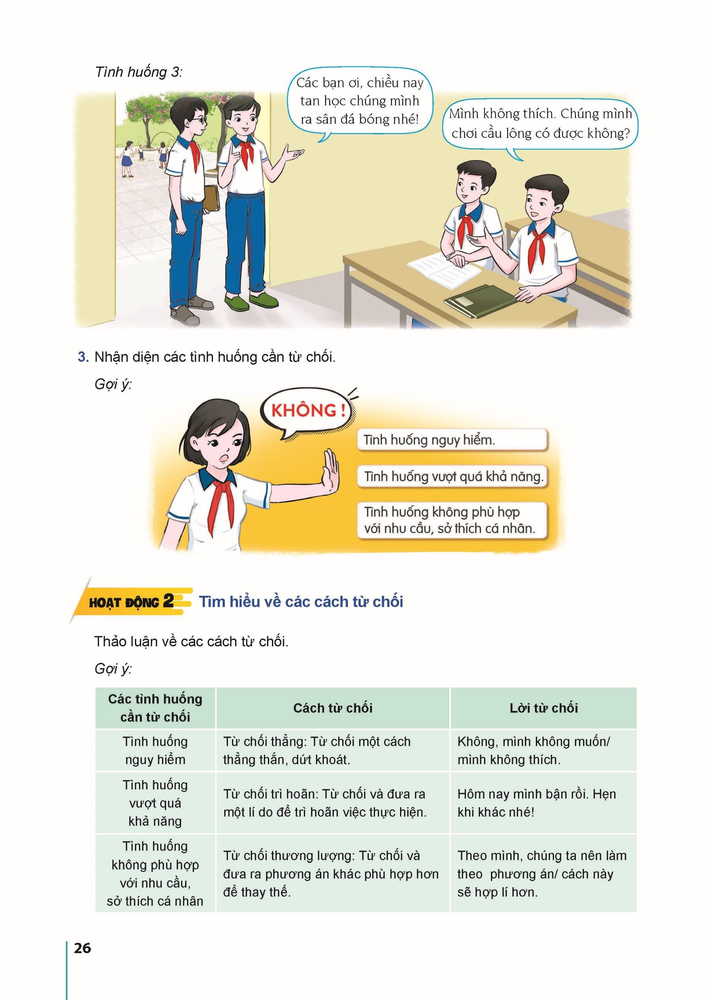 Tình huống 3:
Các bạn ơi, chiều nay
tan học chúng mình
ra sân đá bóng nhé!
Mình không thích. Chúng mình
chơi cầu lông có được không?
3. Nhận diện các tình huống cần từ chối.
Gợi ý:
KHÔNG !
Tình huống nguy hiểm.
Tình huống vượt quá khả năng.
Tình huống không phù hợp
với nhu cầu, sở thích cá nhân.
HOẠT ĐỘNG 2 Tìm hiểu về các cách từ chối
Thảo luận về các cách từ chối.
Gợi ý:
Các tình huống
cần từ chối
Cách từ chối
Lời từ chối
Tình huống
nguy hiểm
Từ chối thẳng: Từ chối một cách
thẳng thắn, dứt khoát.
Không, mình không muốn/
mình không thích.
Tình huống
vượt quá
khả năng
Từ chối trì hoãn: Từ chối và đưa ra
một lí do để trì hoãn việc thực hiện.
Hôm nay mình bận rồi. Hẹn
khi khác nhé!
Tình huống
không phù hợp
với nhu cầu,
sở thích cá nhân
Từ chối thương lượng: Từ chối và
đưa ra phương án khác phù hợp hơn
để thay thế.
Theo mình, chúng ta nên làm
theo phương án/ cách này
sẽ hợp lí hơn.
26